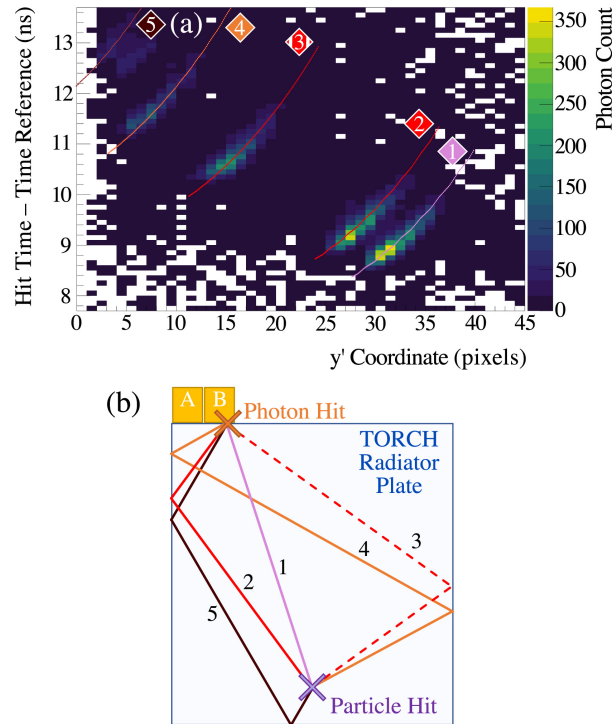 (a)
5
4
3
2
1
Hit Time – Time Reference (ns)
13
12
11
10
9
8
0
5
10
15
20
25
30
35
40
45
y' Coordinate (pixels)
350
300
250
200
150
100
50
0
Photon Count
(b)
A
B
Photon Hit
TORCH
Radiator
Plate
3
4
1
2
5
Particle Hit